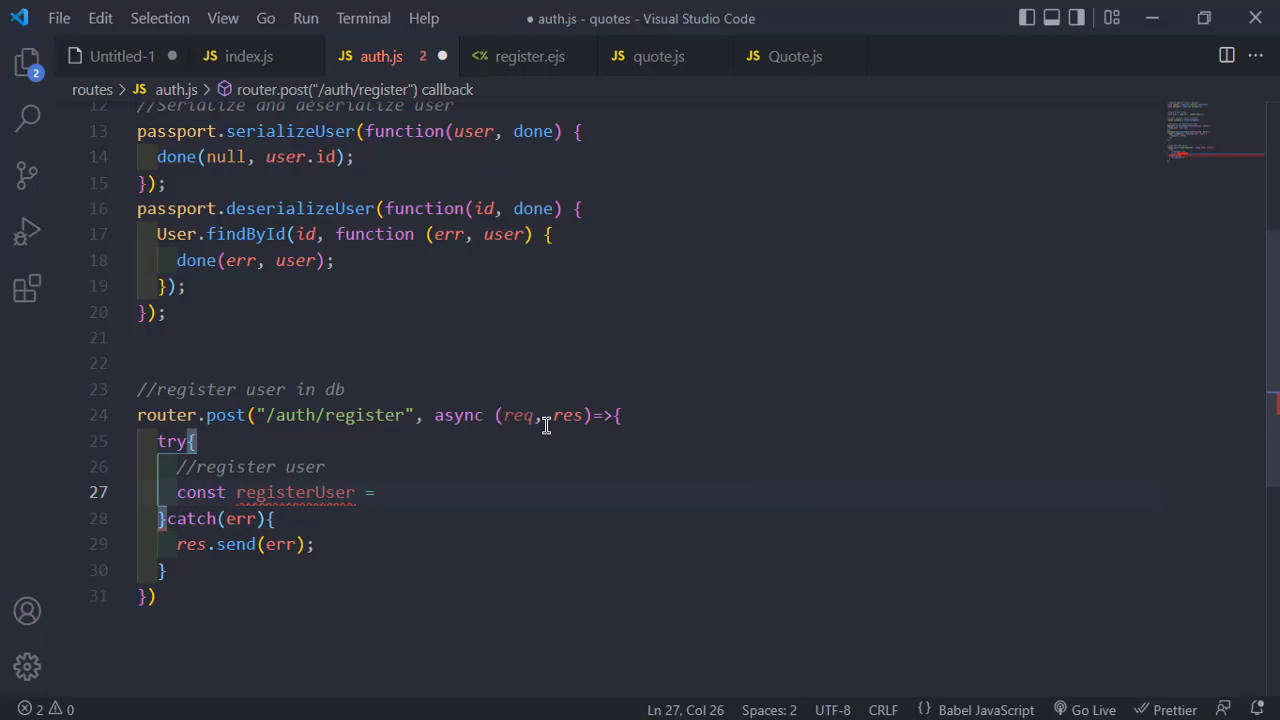 File Edit Selection View Go Run Terminal Help ● auth.js - quotes - Visual Studio Code
Untitled-1 JS index.js JS auth.js 2 <% register.ejs JS quote.js JS Quote.js
2
routes > JS auth.js > router.post("/auth/register") callback
12 //Serialize and deserialize user
13 passport.serializeUser(function(user, done) {
14 done(null, user.id);
15 });
16 passport.deserializeUser(function(id, done) {
17 User.findById(id, function (err, user) {
18 done(err, user);
19 });
20 });
21
22
23 //register user in db
24 router.post("/auth/register", async (req, res)=>{
25 try{
26 //register user
27 const registerUser =
28 }catch(err){
29 res.send(err);
30 }
31 })
2 0 Ln 27, Col 26 Spaces: 2 UTF-8 CRLF { } Babel JavaScript Go Live Prettier